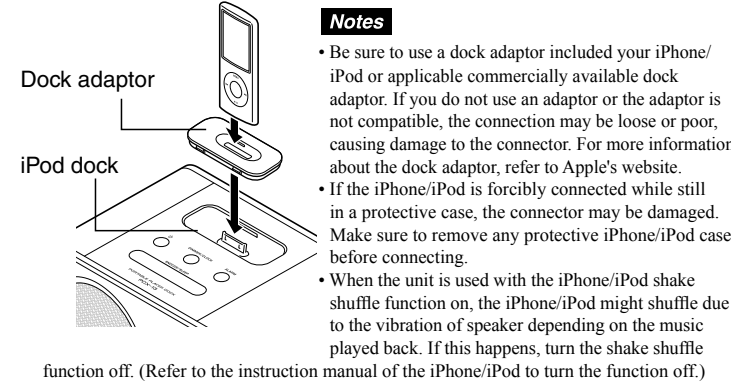 Notes
Dock adaptor
iPod dock
• Be sure to use a dock adaptor included your iPhone/
iPod or applicable commercially available dock
adaptor. If you do not use an adaptor or the adaptor is
not compatible, the connection may be loose or poor,
causing damage to the connector. For more information
about the dock adaptor, refer to Apple's website.
• If the iPhone/iPod is forcibly connected while still
in a protective case, the connector may be damaged.
Make sure to remove any protective iPhone/iPod case
before connecting.
• When the unit is used with the iPhone/iPod shake
shuffle function on, the iPhone/iPod might shuffle due
to the vibration of speaker depending on the music
played back. If this happens, turn the shake shuffle
function off. (Refer to the instruction manual of the iPhone/iPod to turn the function off.)